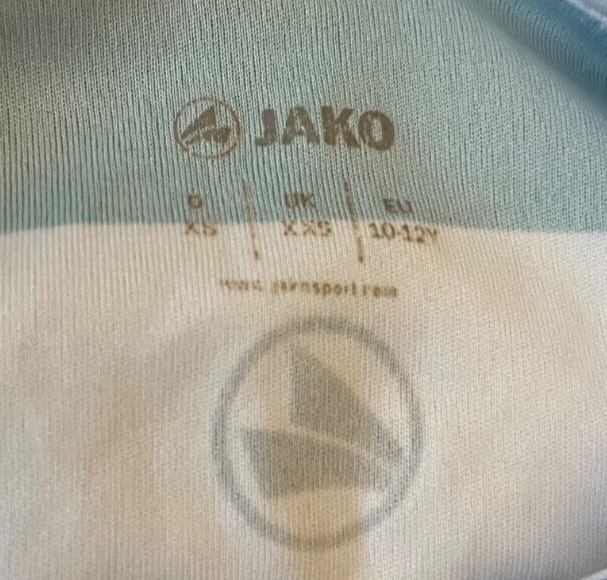 JAKO
D UK EU
XS XXS 10-12Y
www.jakosport.com